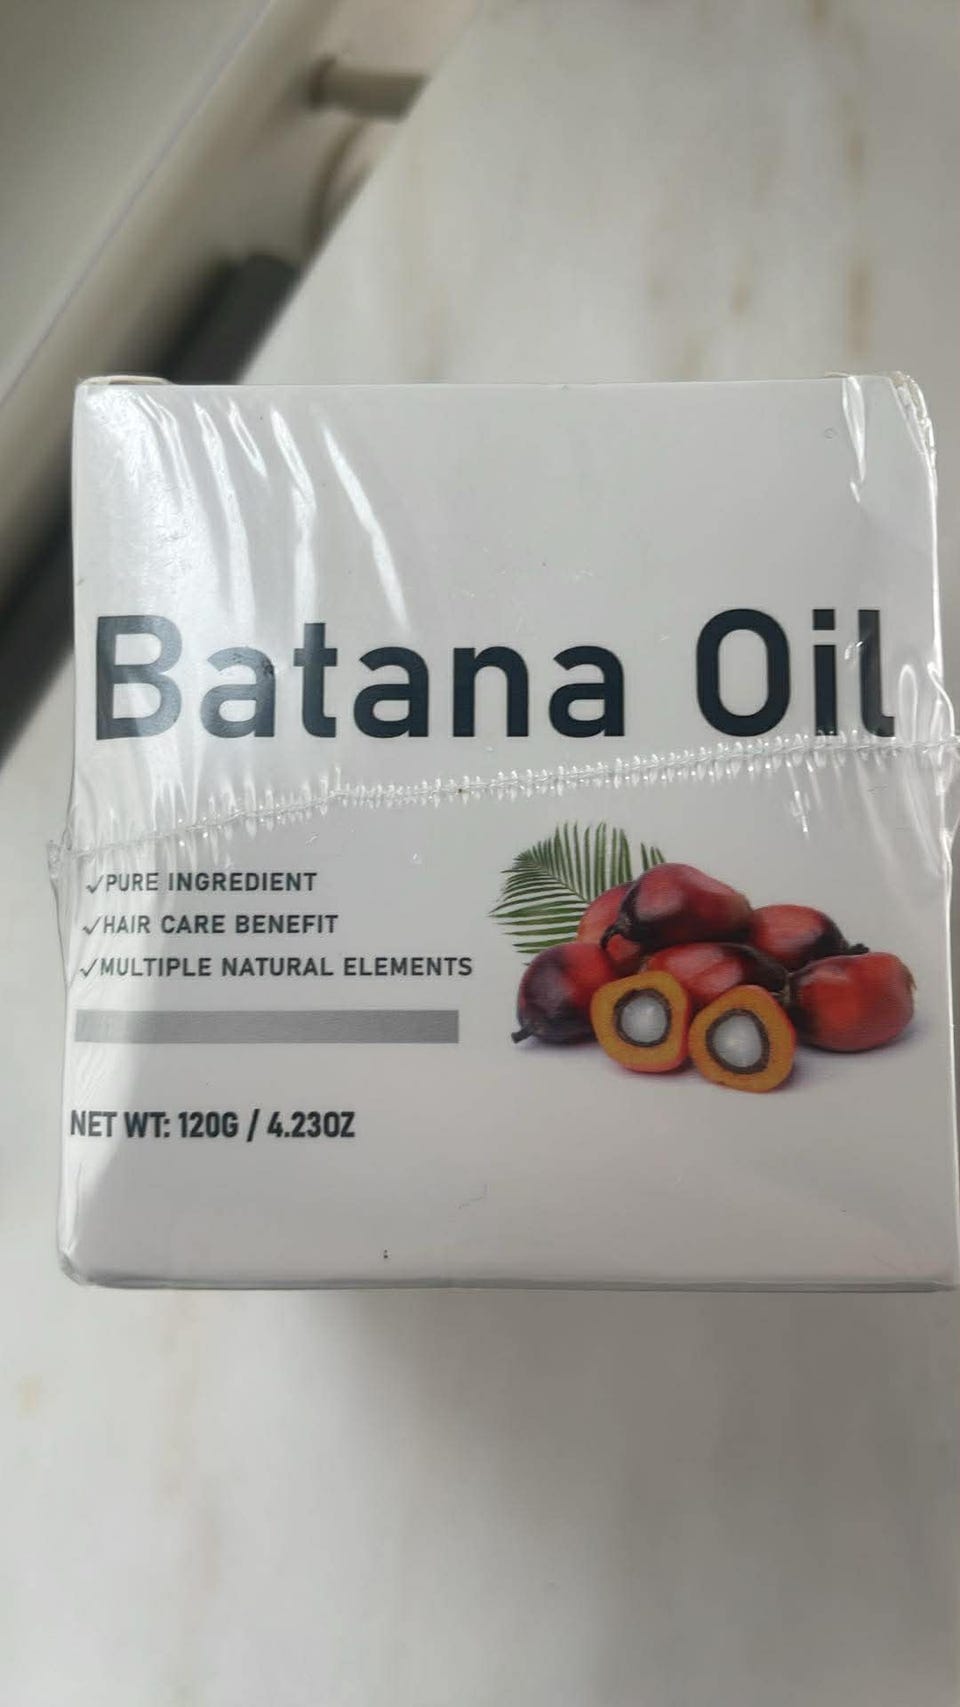 Batana Oil
✓PURE INGREDIENT
✓HAIR CARE BENEFIT
✓MULTIPLE NATURAL ELEMENTS
NET WT: 120G / 4.23OZ